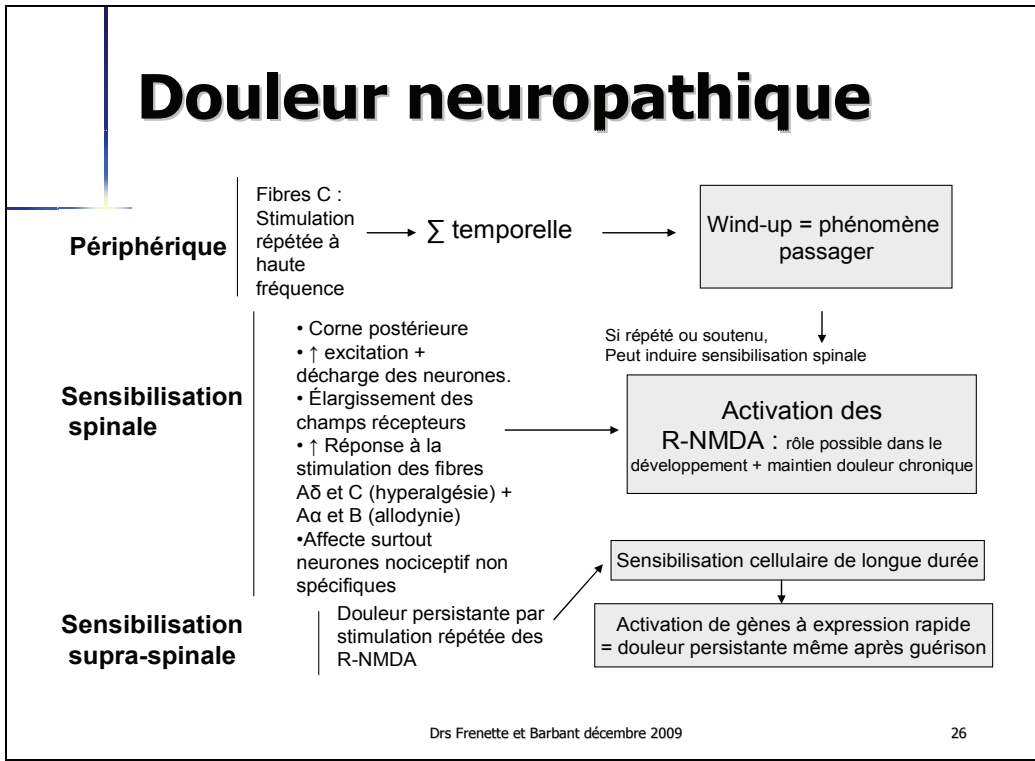 Douleur neuropathique
Périphérique
Fibres C :
Stimulation
répétée à
haute
fréquence
∑ temporelle
Wind-up = phénomène
passager
Si répété ou soutenu,
Peut induire sensibilisation spinale
Sensibilisation
spinale
• Corne postérieure
• ↑ excitation +
décharge des neurones.
• Élargissement des
champs récepteurs
• ↑ Réponse à la
stimulation des fibres
Aδ et C (hyperalgésie) +
Aα et B (allodynie)
•Affecte surtout
neurones nociceptif non
spécifiques
Activation des
R-NMDA : rôle possible dans le
développement + maintien douleur chronique
Sensibilisation
supra-spinale
Douleur persistante par
stimulation répétée des
R-NMDA
Sensibilisation cellulaire de longue durée
Activation de gènes à expression rapide
= douleur persistante même après guérison
Drs Frenette et Barbant décembre 2009
26